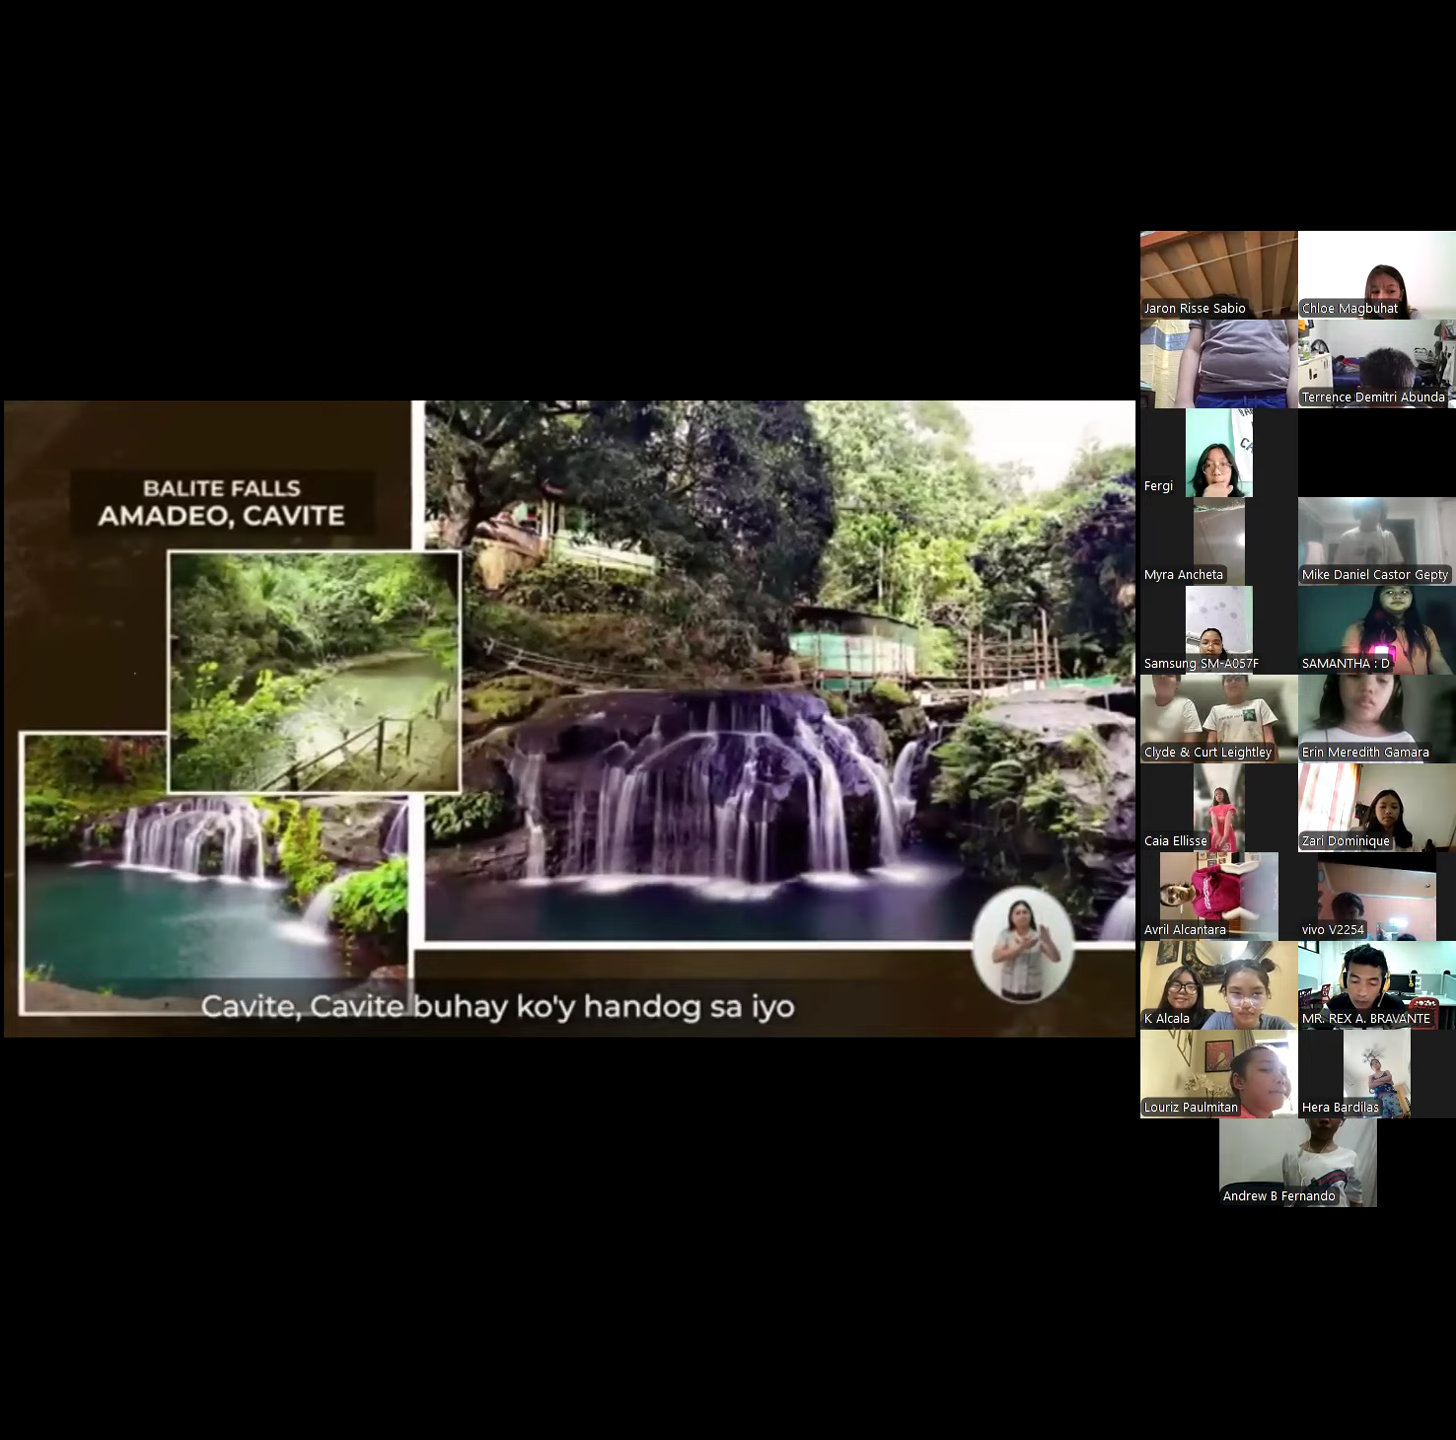 BALITE FALLS
AMADEO, CAVITE
Cavite, Cavite buhay ko'y handog sa iyo
Jaron Risse Sabio
Chloe Magbuhat
Terrence Demitri Abunda
Fergi
Myra Ancheta
Mike Daniel Castor Gepty
Samsung SM-A057F
SAMANTHA : D
Clyde & Curt Leightley
Erin Meredith Gamara
Caia Ellisse
Zari Dominique
Avril Alcantara
vivo V2254
K Alcala
MR. REX A. BRAVANTE
Louriz Paulmitan
Hera Bardilas
Andrew B Fernando